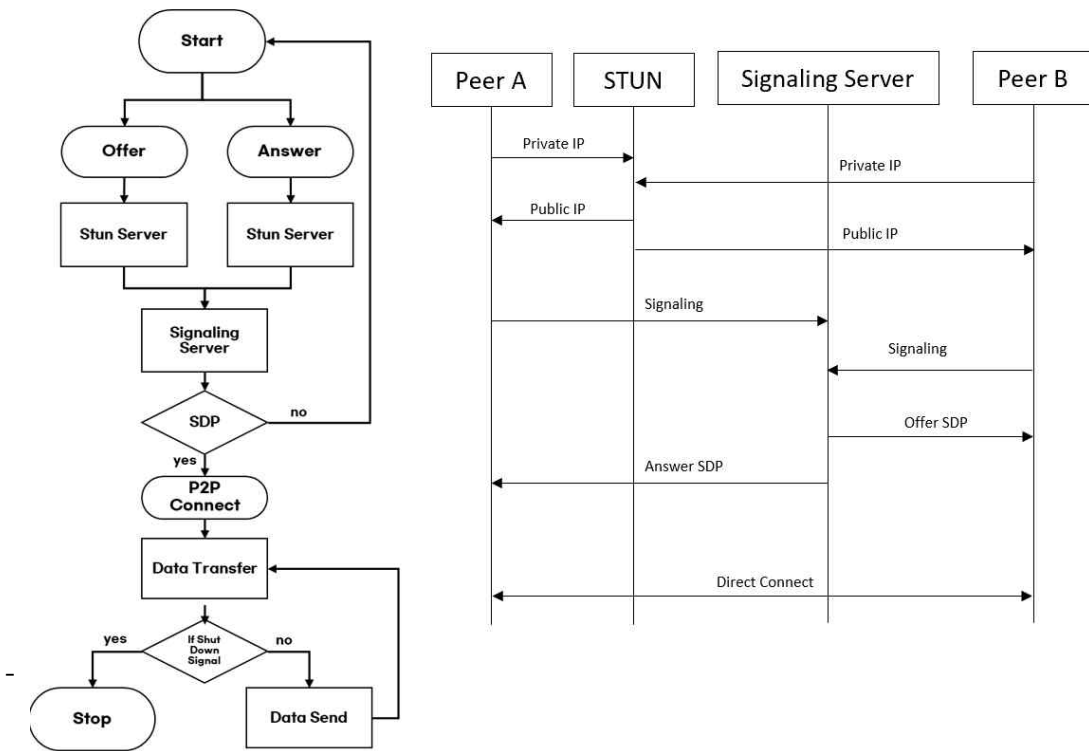 Start
Offer
Answer
Stun Server
Stun Server
Signaling
Server
SDP
no
yes
P2P
Connect
Data Transfer
yes
If Shut
Down
Signal
no
Stop
Data Send
-
Peer A
STUN
Signaling Server
Peer B
Private IP
Private IP
Public IP
Public IP
Signaling
Signaling
Offer SDP
Answer SDP
Direct Connect